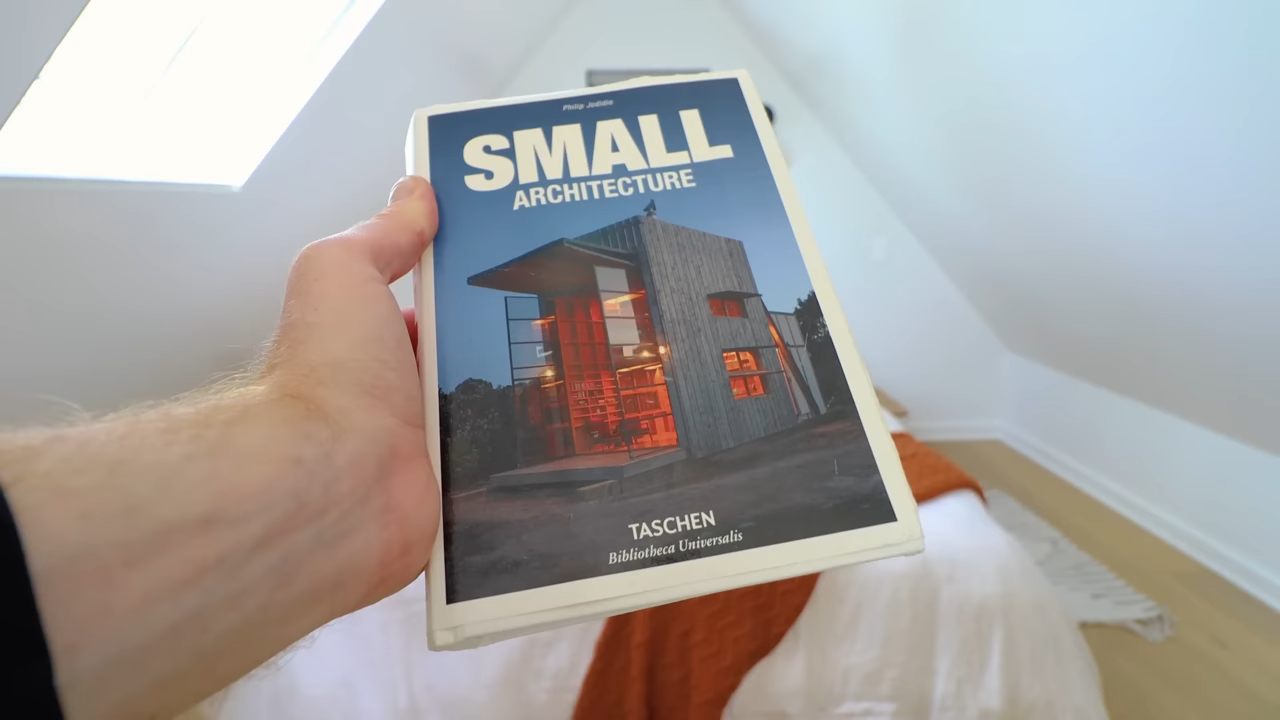 Philip Jodidio
SMALL
ARCHITECTURE
TASCHEN
Bibliotheca Universalis